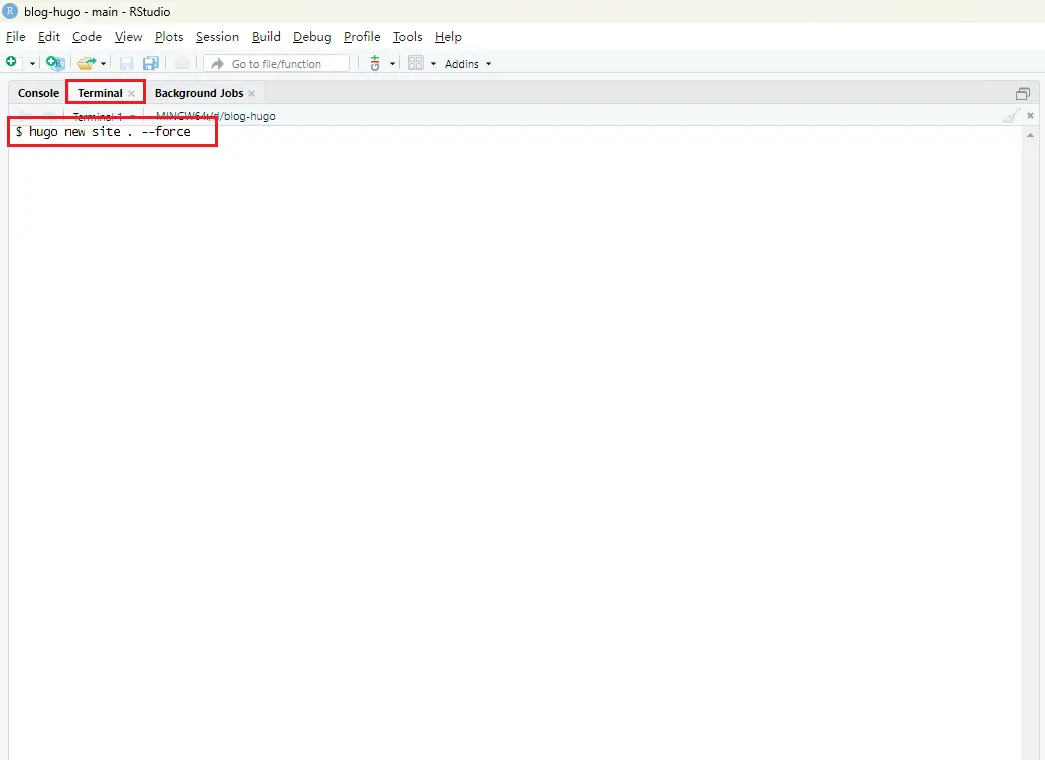 blog-hugo - main - RStudio
File Edit Code View Plots Session Build Debug Profile Tools Help
Go to file/function Addins
Console Terminal Background Jobs
Terminal 1 MINGW64:/d/blog-hugo
$ hugo new site . --force